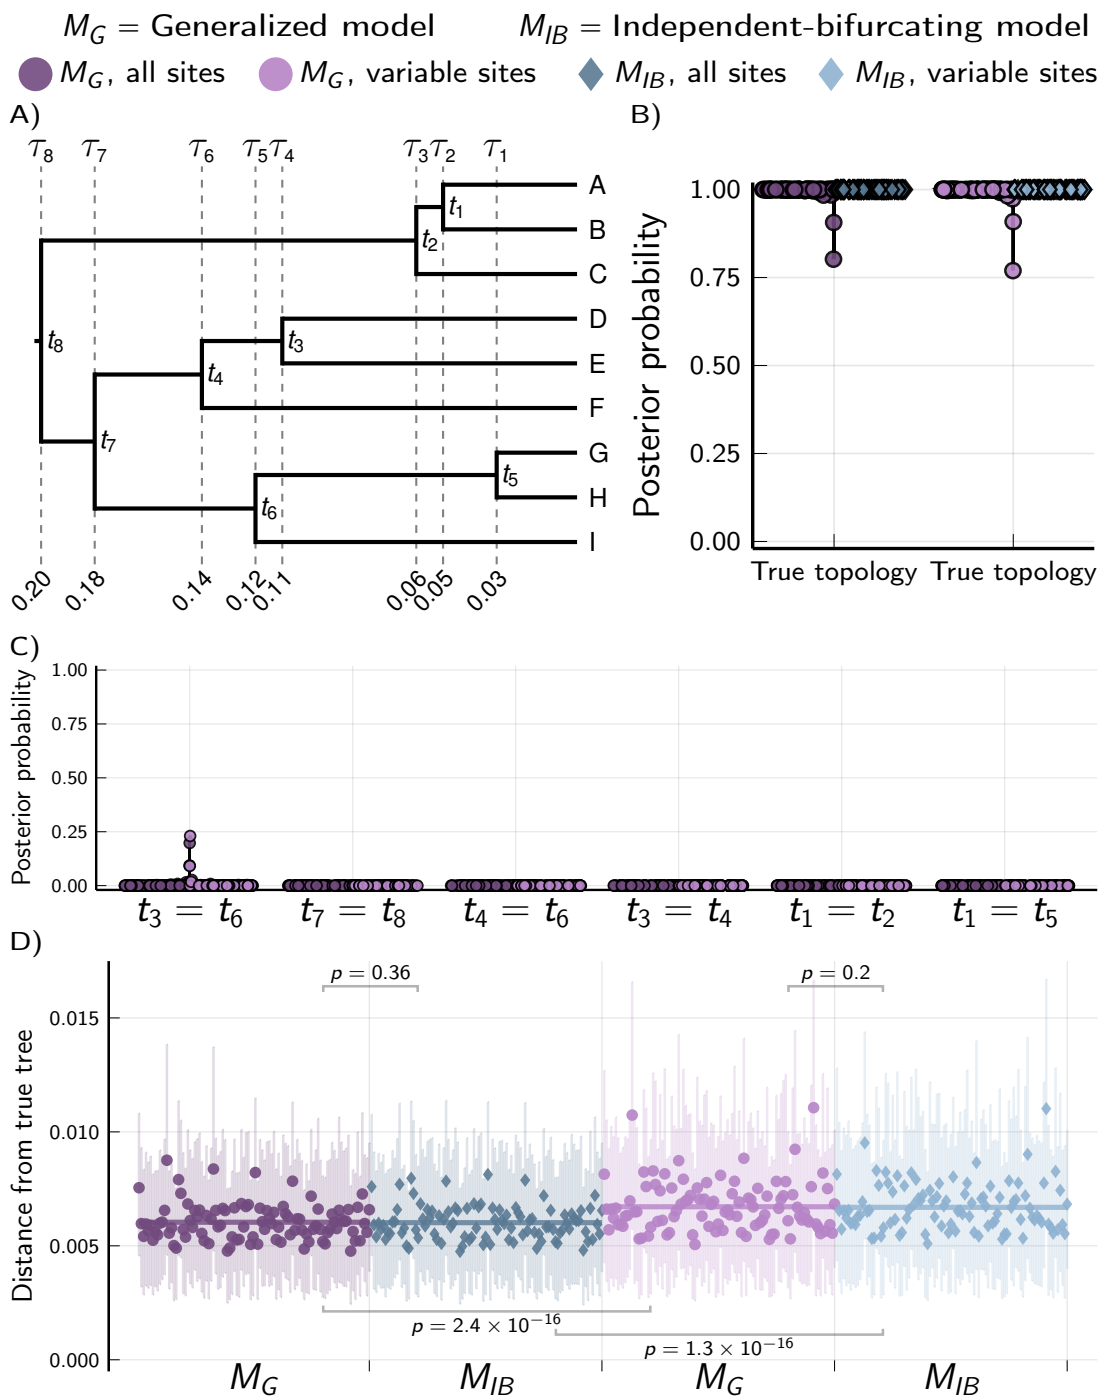 M_G = Generalized model M_IB = Independent-bifurcating model
M_G, all sites M_G, variable sites M_IB, all sites M_IB, variable sites
A)
τ8 τ7 τ6 τ5 τ4 τ3 τ2 τ1
A
t1
B
t2
C
D
t8
t3
E
t4
F
t7
G
t5
H
t6
I
0.20 0.18 0.14 0.12 0.11 0.06 0.05 0.03
B)
Posterior probability
1.00
0.75
0.50
0.25
0.00
True topology True topology
C)
Posterior probability
1.00
0.75
0.50
0.25
0.00
t3 = t6 t7 = t8 t4 = t6 t3 = t4 t1 = t2 t1 = t5
D)
Distance from true tree
p = 0.36 p = 0.2
0.015
0.010
0.005
0.000
p = 2.4 × 10^−16
p = 1.3 × 10^−16
M_G M_IB M_G M_IB